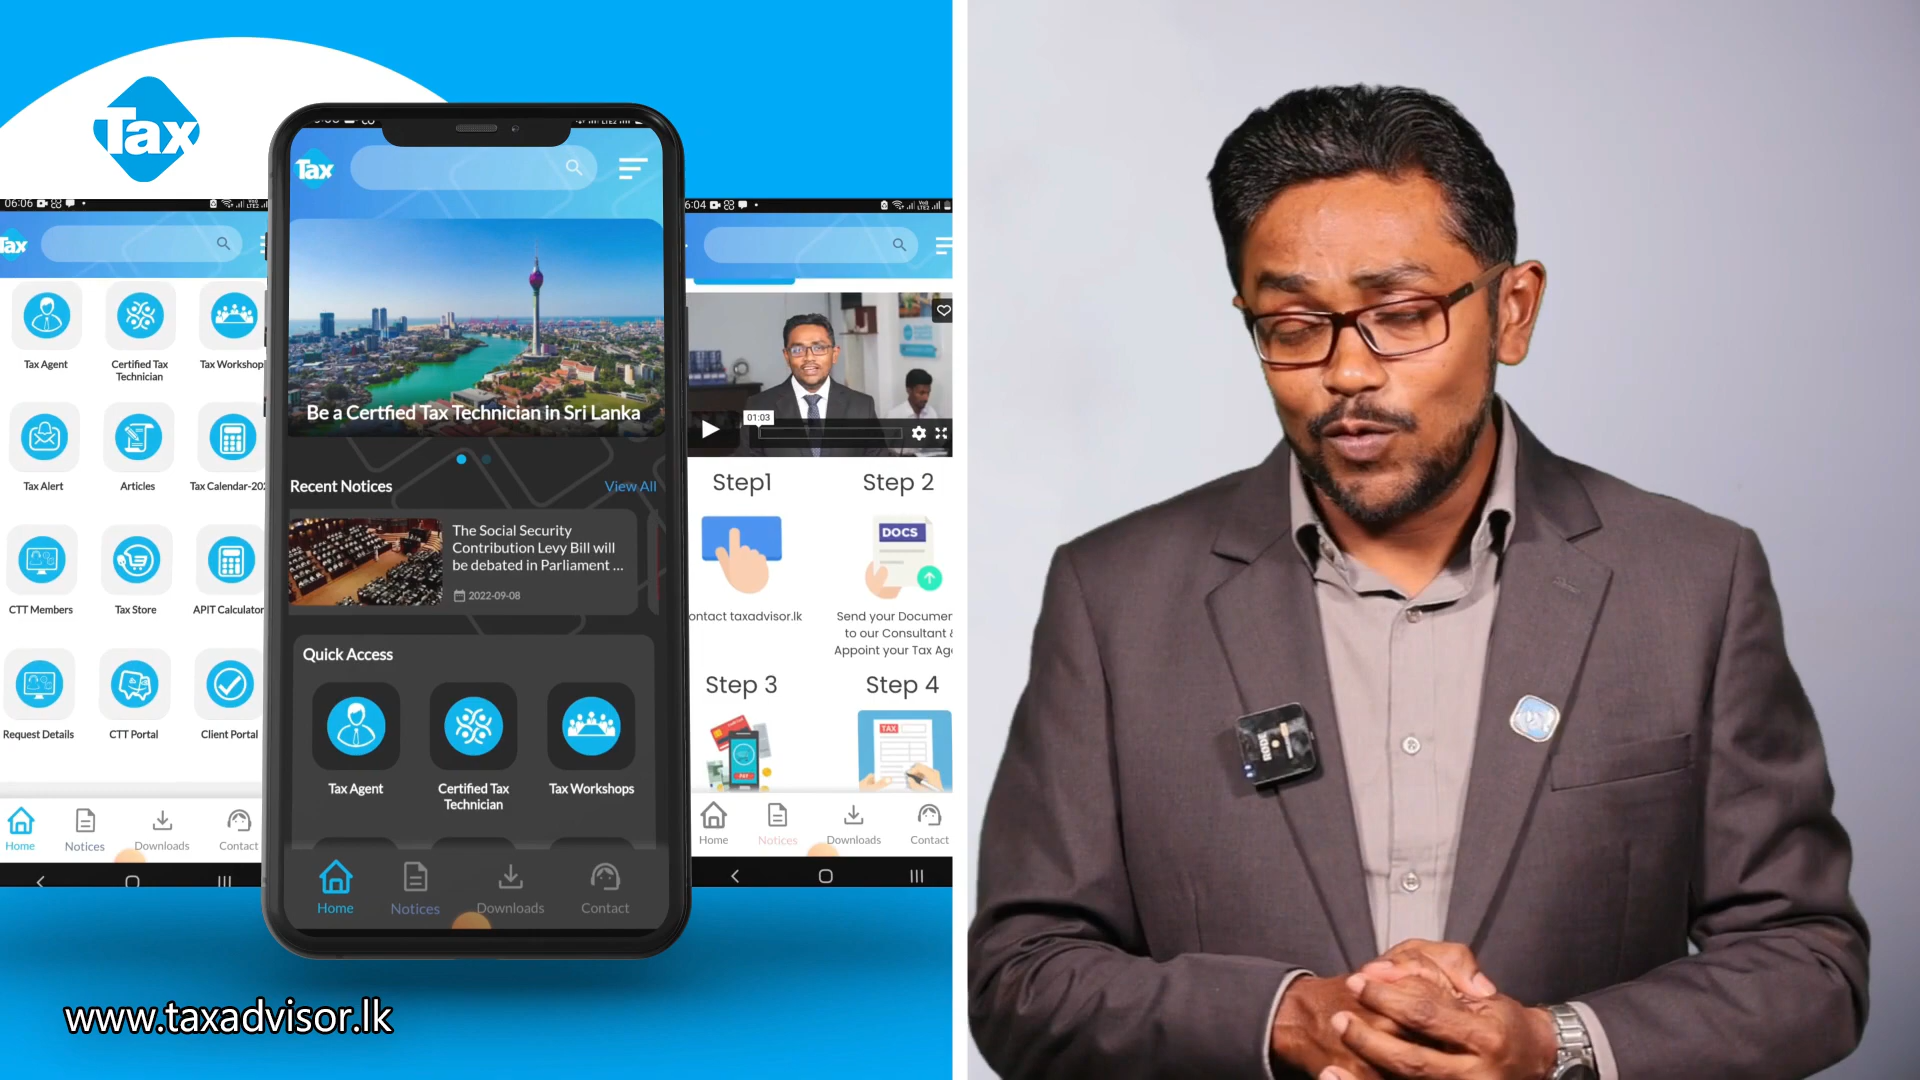 Tax
06:06
Tax
Tax Agent
Certified Tax
Technician
Tax Workshop
Tax Alert
Articles
Tax Calendar-202
CTT Members
Tax Store
APIT Calculator
Request Details
CTT Portal
Client Portal
Home
Notices
Downloads
Contact
Tax
Be a Certfied Tax Technician in Sri Lanka
Recent Notices
View All
The Social Security
Contribution Levy Bill will
be debated in Parliament ...
2022-09-08
Quick Access
Tax Agent
Certified Tax
Technician
Tax Workshops
Home
Notices
Downloads
Contact
6:04
01:03
Step1
Step 2
DOCS
ontact taxadvisor.lk
Send your Documen
to our Consultant &
Appoint your Tax Ag
Step 3
Step 4
PAY
TAX
Home
Notices
Downloads
Contact
www.taxadvisor.lk
RODE